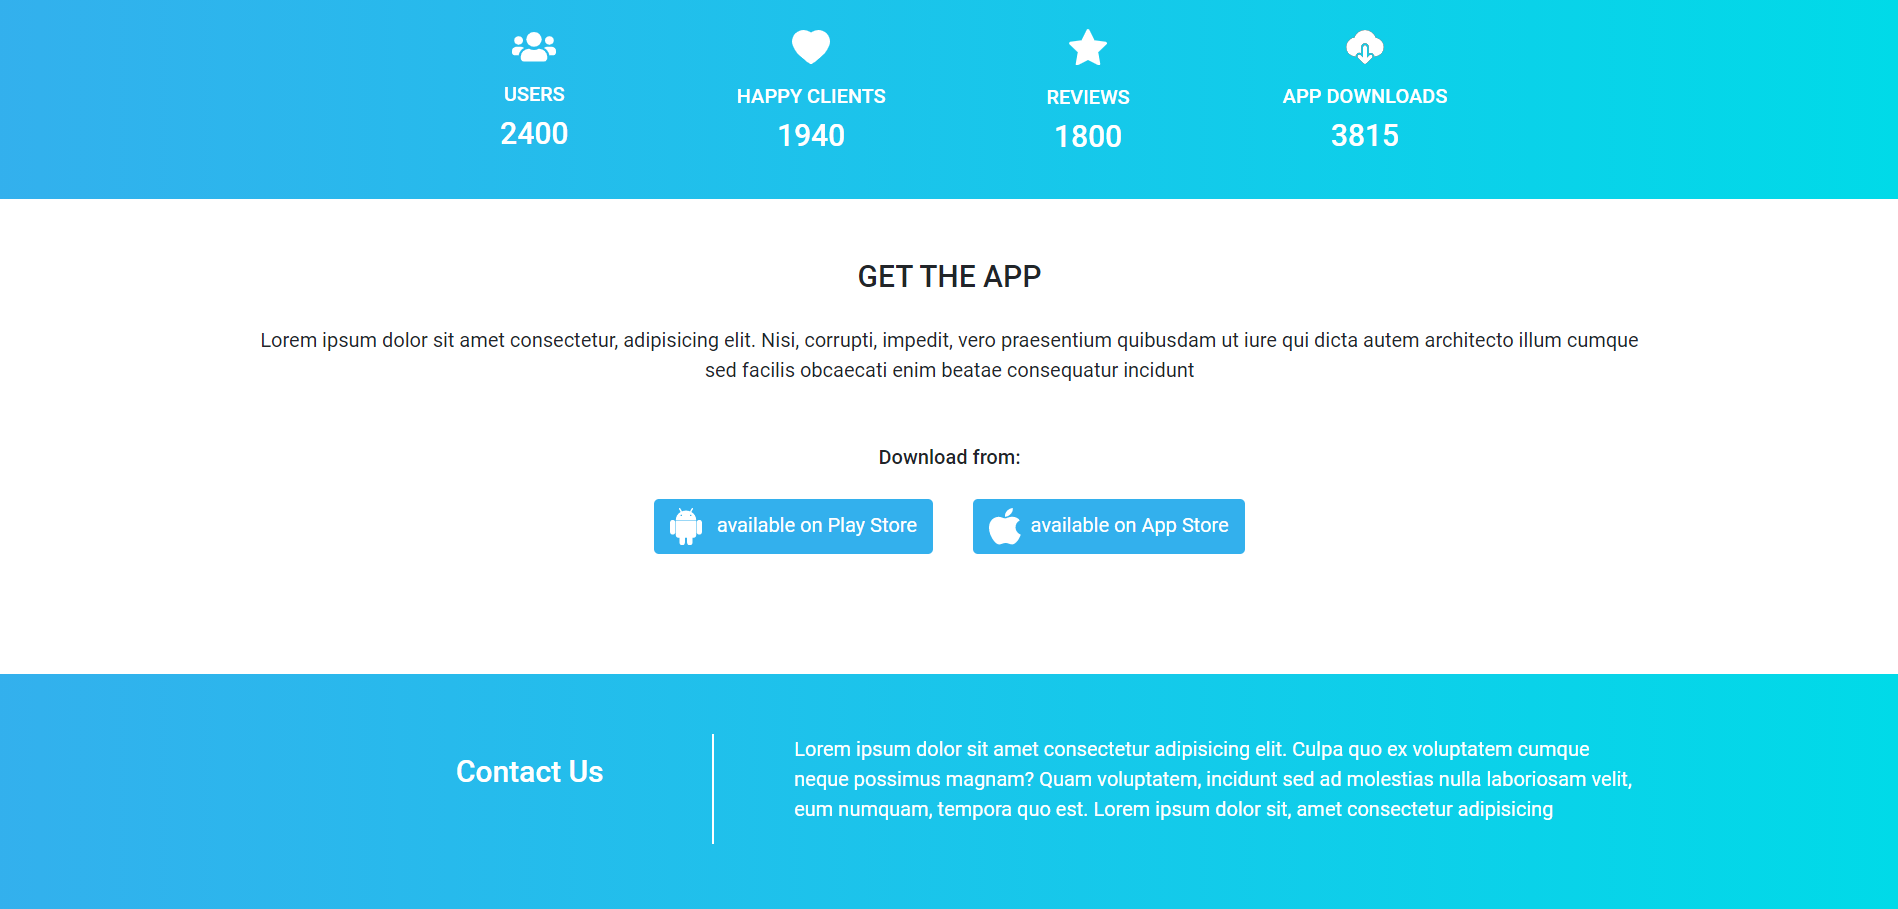 USERS
2400
HAPPY CLIENTS
1940
REVIEWS
1800
APP DOWNLOADS
3815
GET THE APP
Lorem ipsum dolor sit amet consectetur, adipisicing elit. Nisi, corrupti, impedit, vero praesentium quibusdam ut iure qui dicta autem architecto illum cumque
sed facilis obcaecati enim beatae consequatur incidunt
Download from:
available on Play Store
available on App Store
Contact Us
Lorem ipsum dolor sit amet consectetur adipisicing elit. Culpa quo ex voluptatem cumque
neque possimus magnam? Quam voluptatem, incidunt sed ad molestias nulla laboriosam velit,
eum numquam, tempora quo est. Lorem ipsum dolor sit, amet consectetur adipisicing